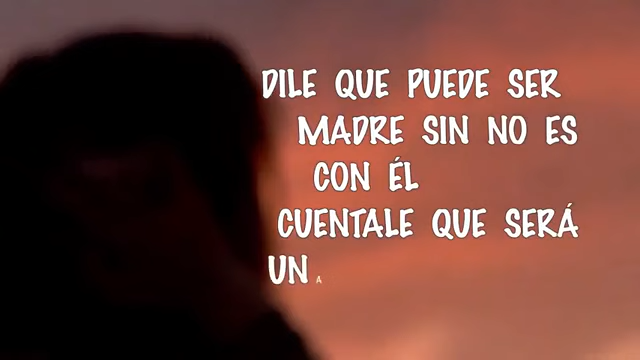 DILE QUE PUEDE SER
MADRE SIN NO ES
CON ÉL
CUENTALE QUE SERÁ
UN A